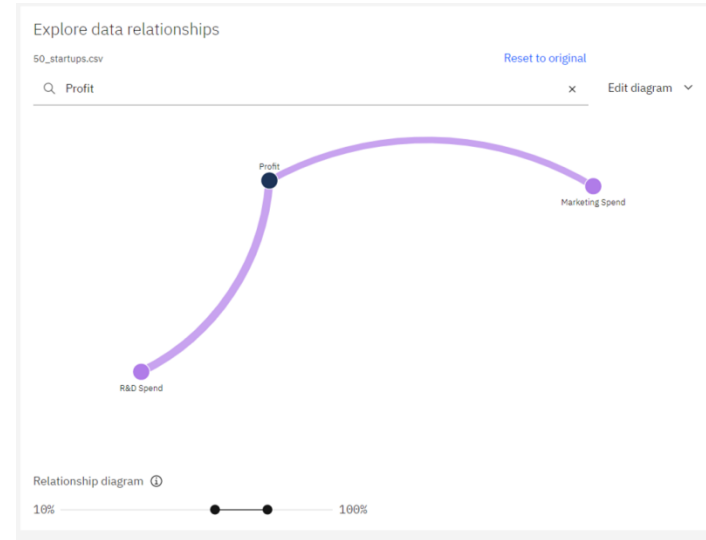 Explore data relationships
50_startups.csv
Reset to original
Profit
×
Edit diagram
Profit
Marketing Spend
R&D Spend
Relationship diagram
10%
100%